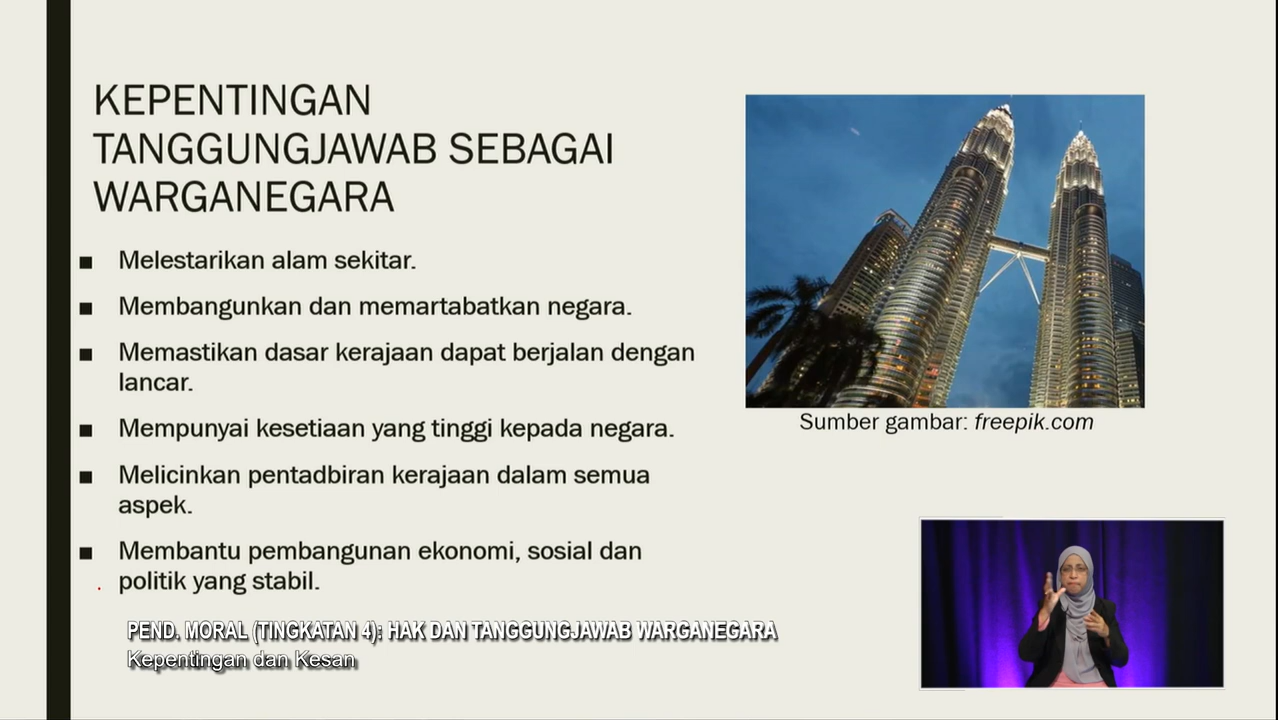 KEPENTINGAN
TANGGUNGJAWAB SEBAGAI
WARGANEGARA
■ Melestarikan alam sekitar.
■ Membangunkan dan memartabatkan negara.
■ Memastikan dasar kerajaan dapat berjalan dengan
lancar.
■ Mempunyai kesetiaan yang tinggi kepada negara.
■ Melicinkan pentadbiran kerajaan dalam semua
aspek.
■ Membantu pembangunan ekonomi, sosial dan
politik yang stabil.
Sumber gambar: freepik.com
PEND. MORAL (TINGKATAN 4): HAK DAN TANGGUNGJAWAB WARGANEGARA
Kepentingan dan Kesan